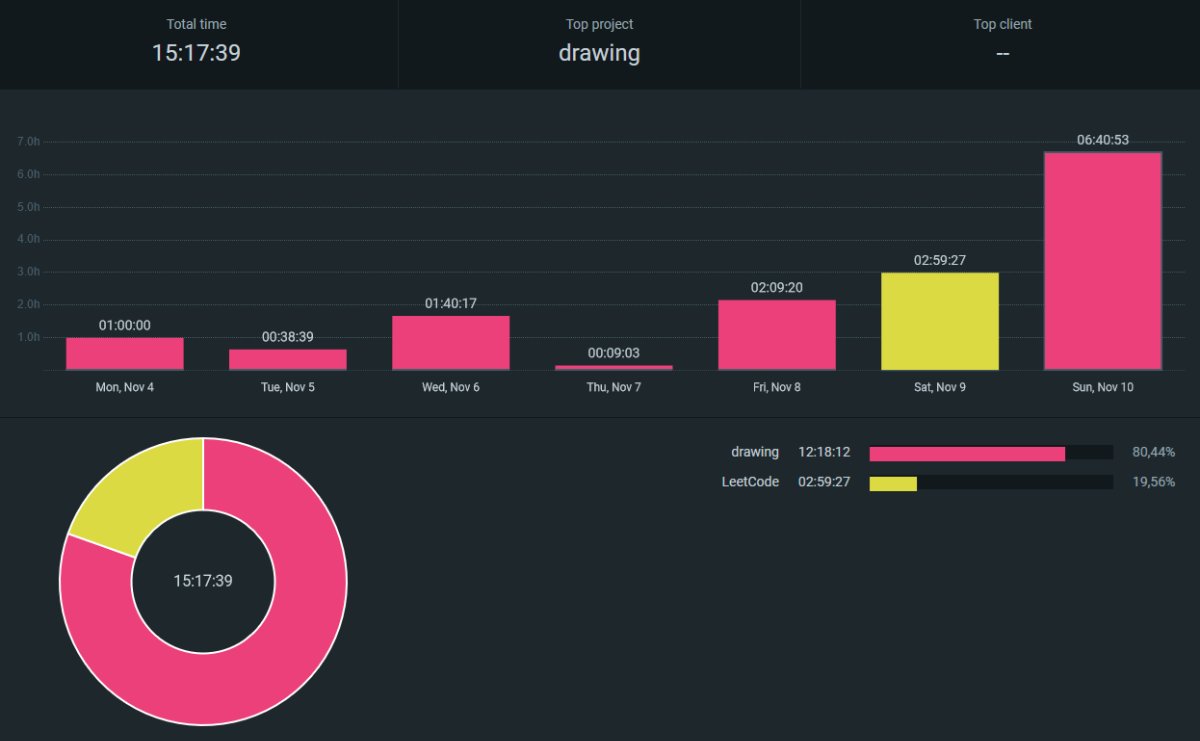 Total time
15:17:39
Top project
drawing
Top client
--
7.0h
6.0h
5.0h
4.0h
3.0h
2.0h
1.0h
01:00:00
00:38:39
01:40:17
00:09:03
02:09:20
02:59:27
06:40:53
Mon, Nov 4
Tue, Nov 5
Wed, Nov 6
Thu, Nov 7
Fri, Nov 8
Sat, Nov 9
Sun, Nov 10
15:17:39
drawing 12:18:12 80,44%
LeetCode 02:59:27 19,56%